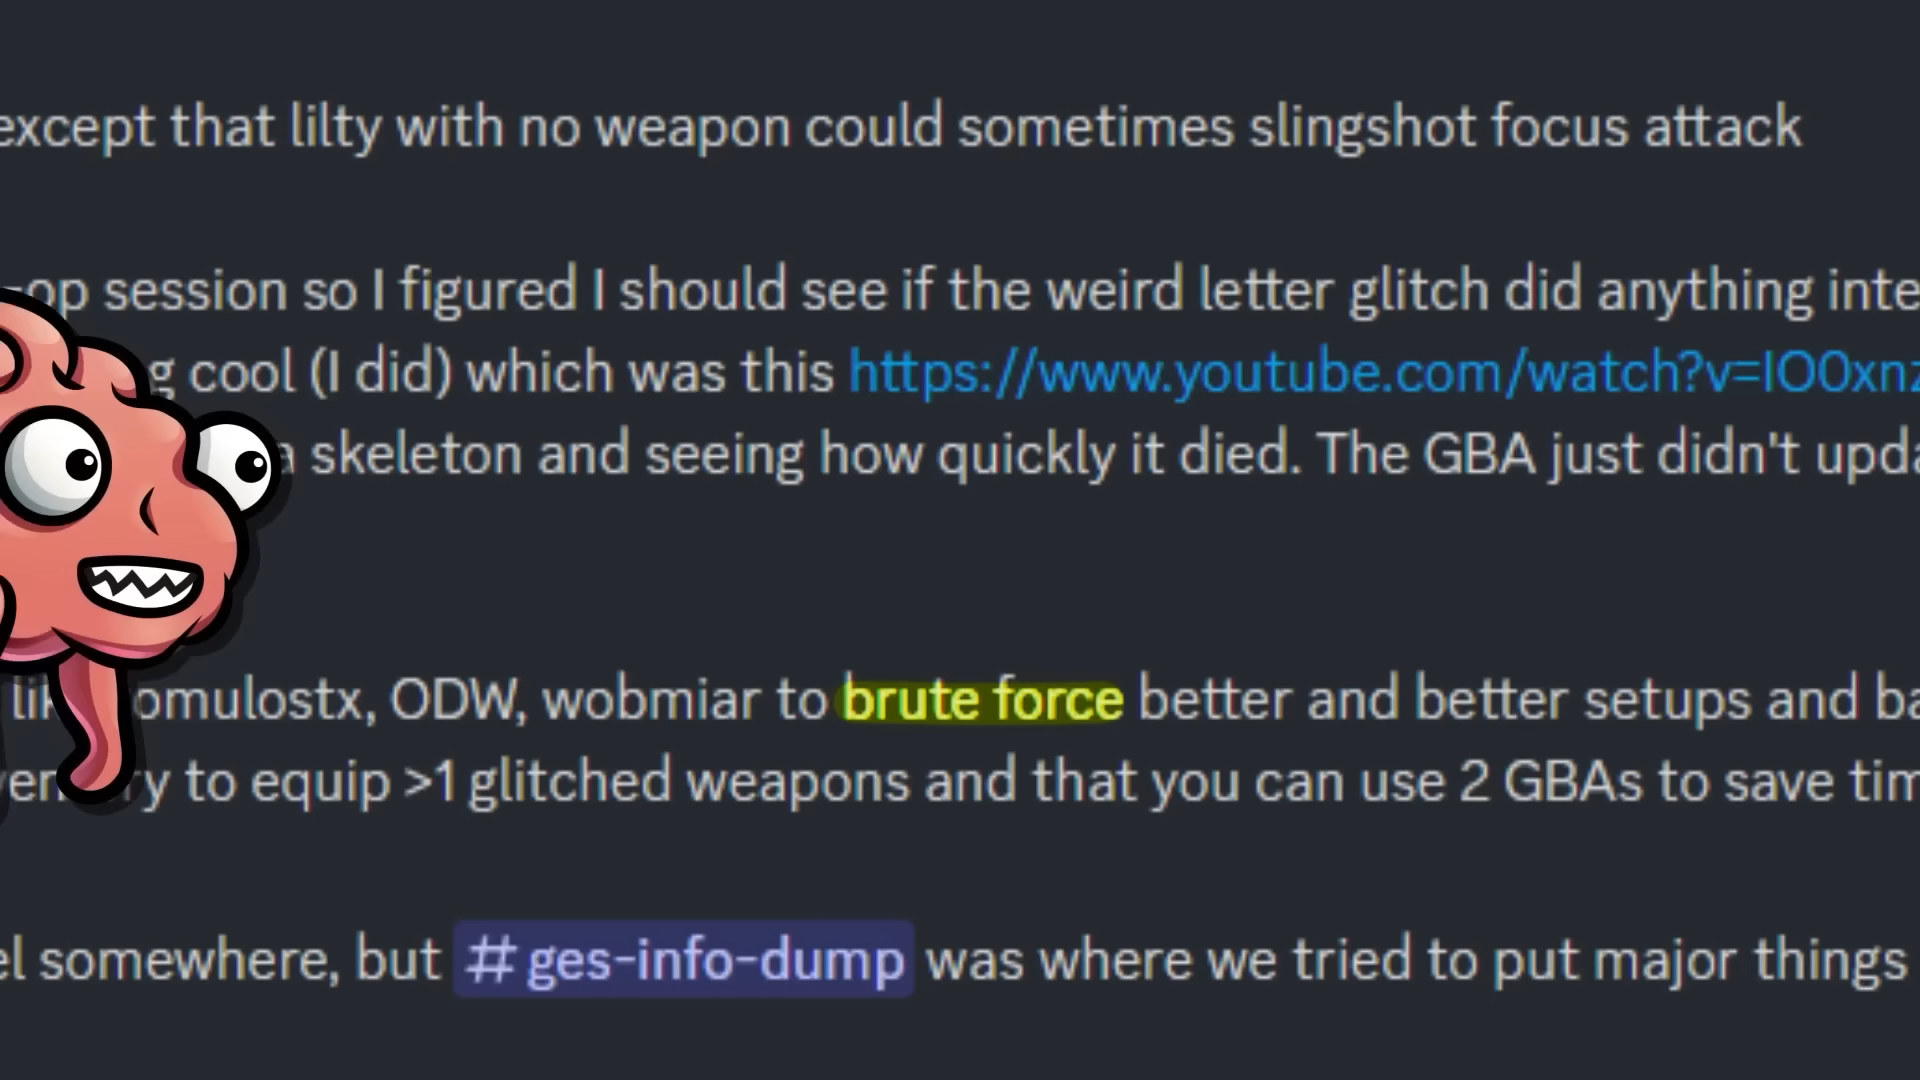 except that lilty with no weapon could sometimes slingshot focus attack
-op session so I figured I should see if the weird letter glitch did anything inte
g cool (I did) which was this https://www.youtube.com/watch?v=IO0xnz
a skeleton and seeing how quickly it died. The GBA just didn't upda
lik omulostx, ODW, wobmiar to brute force better and better setups and ba
ven ry to equip >1 glitched weapons and that you can use 2 GBAs to save tim
el somewhere, but # ges-info-dump was where we tried to put major things